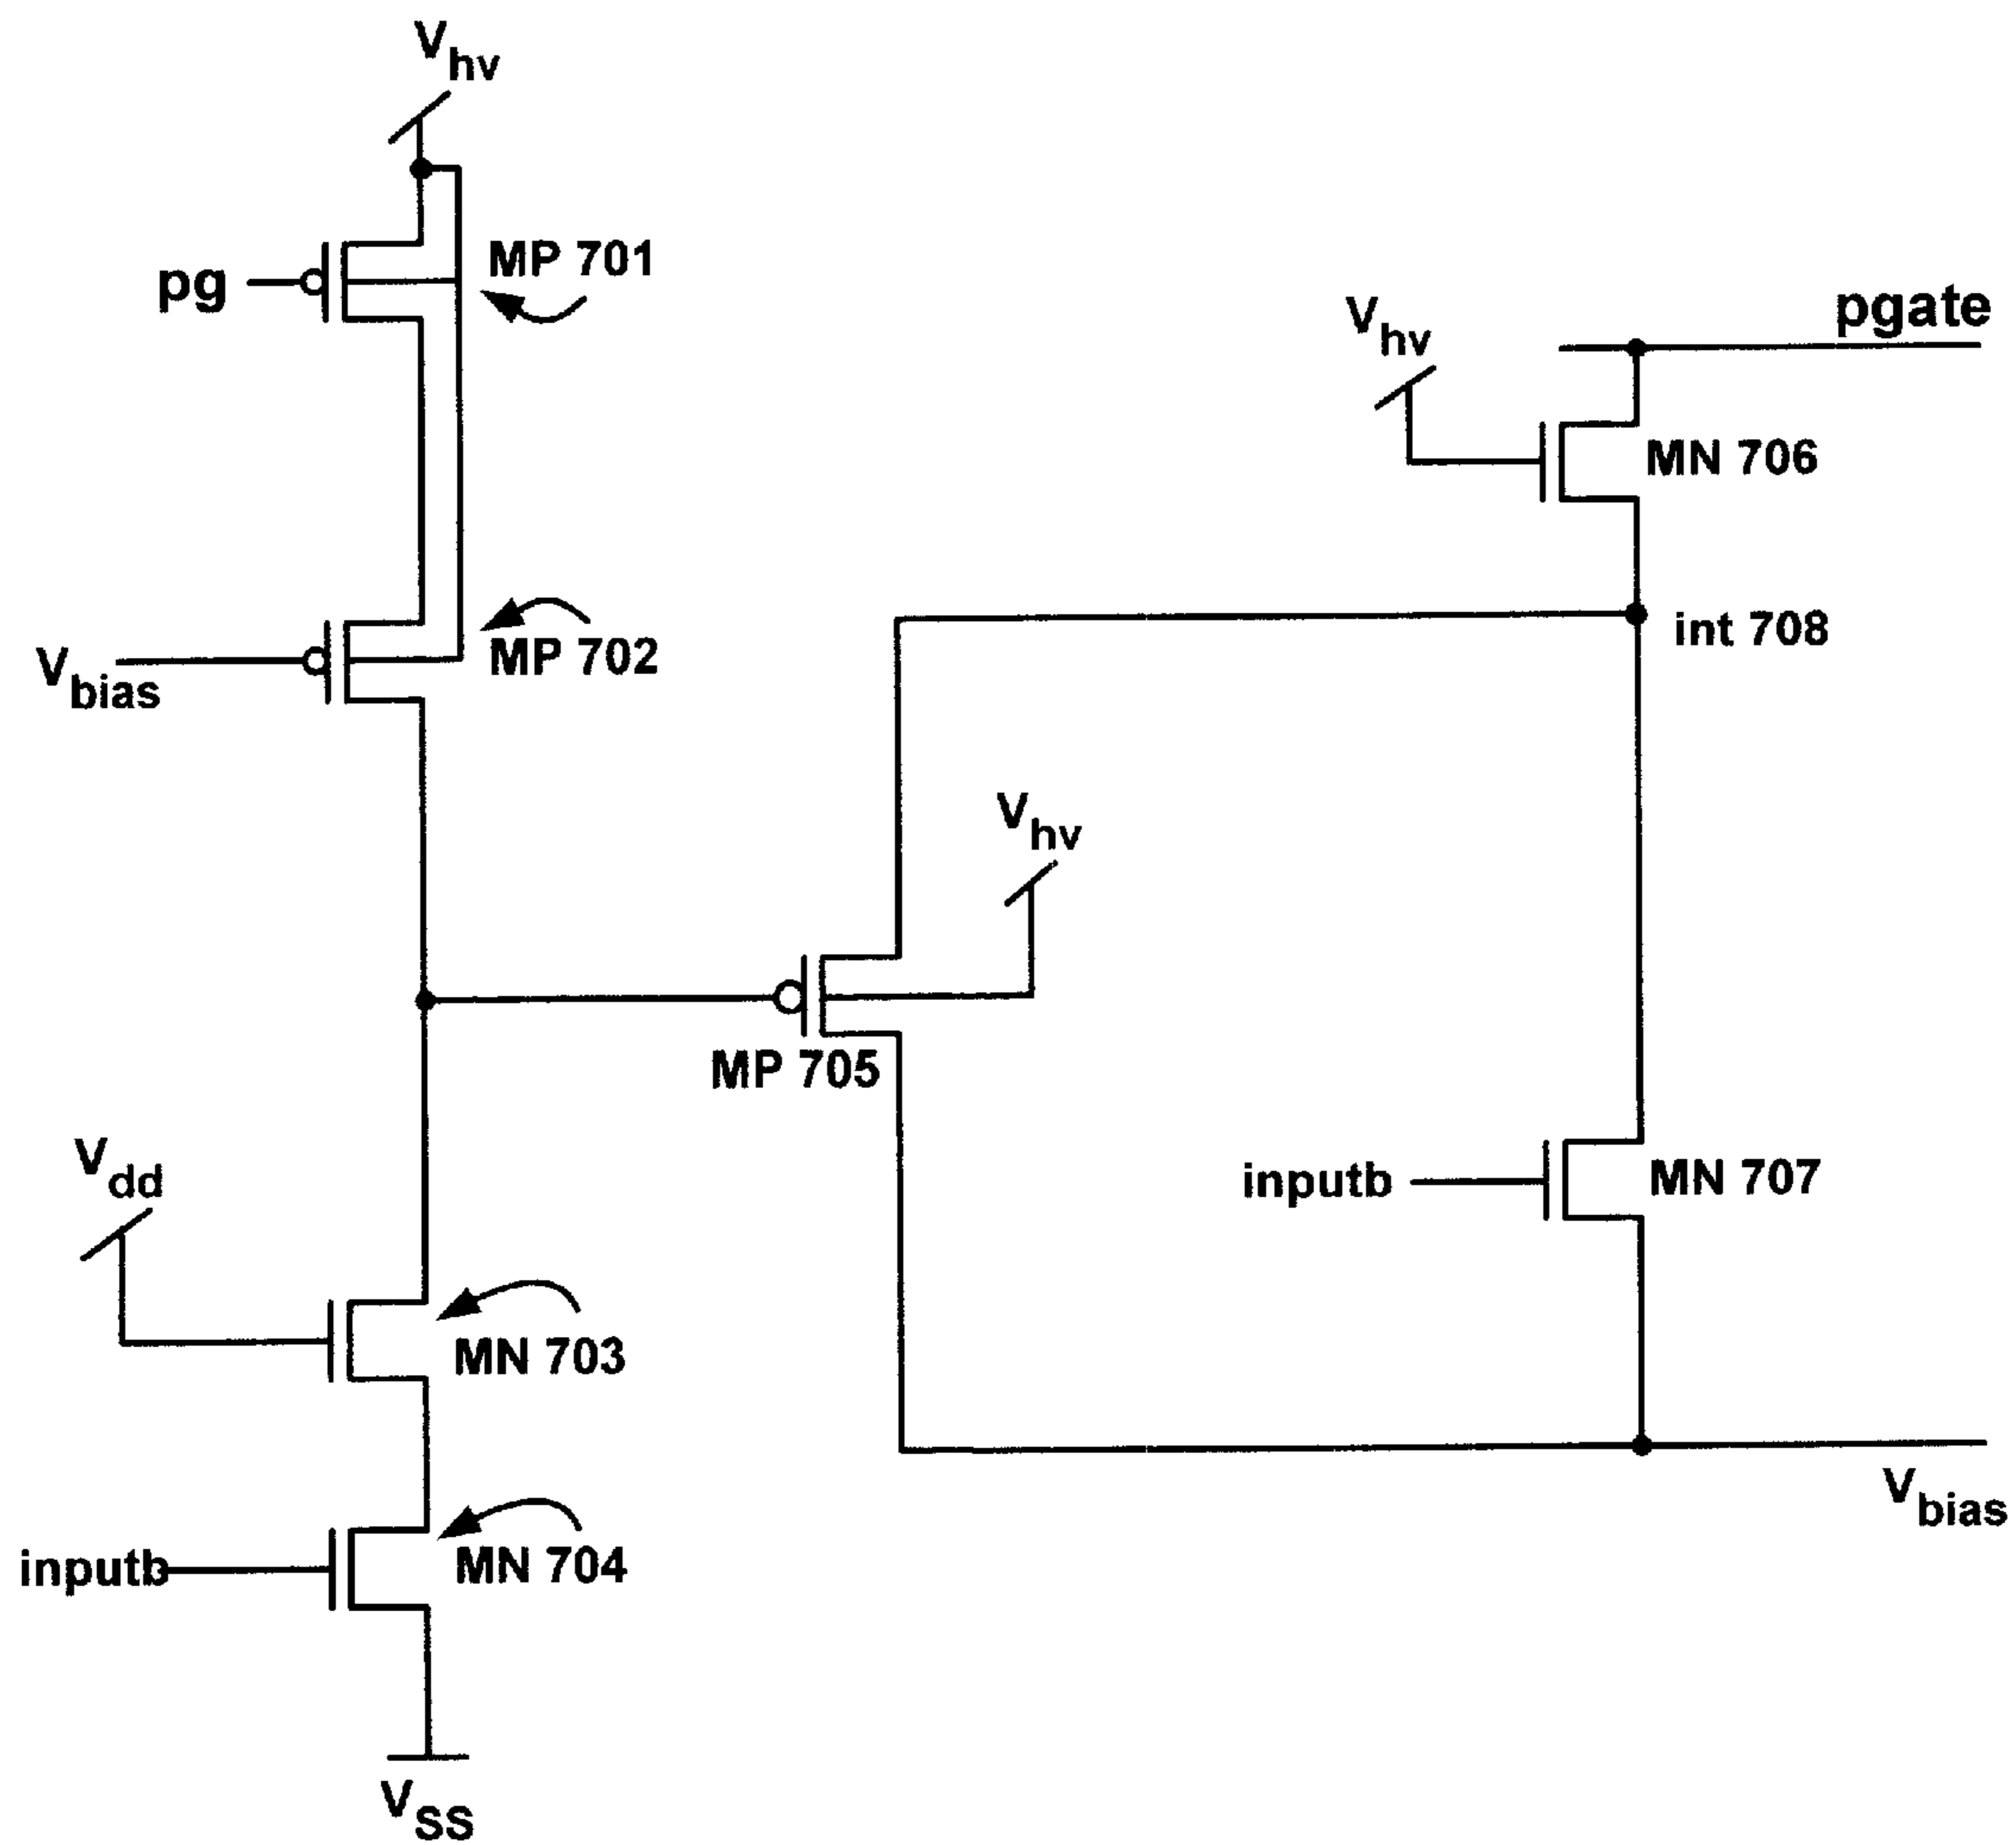 Vhv
MP 701
pg
pgate
Vhv
MN 706
MP 702
int 708
Vbias
Vhv
MP 705
Vdd
inputb
MN 707
MN 703
Vbias
MN 704
inputb
VSS